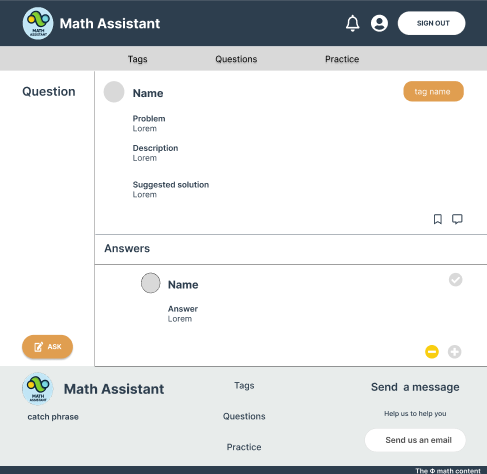 MATH
ASSISTANT
Math Assistant
SIGN OUT
Tags
Questions
Practice
Question
Name
tag name
Problem
Lorem
Description
Lorem
Suggested solution
Lorem
Answers
Name
Answer
Lorem
ASK
MATH
ASSISTANT
Math Assistant
catch phrase
Tags
Questions
Practice
Send a message
Help us to help you
Send us an email
The Φ math content